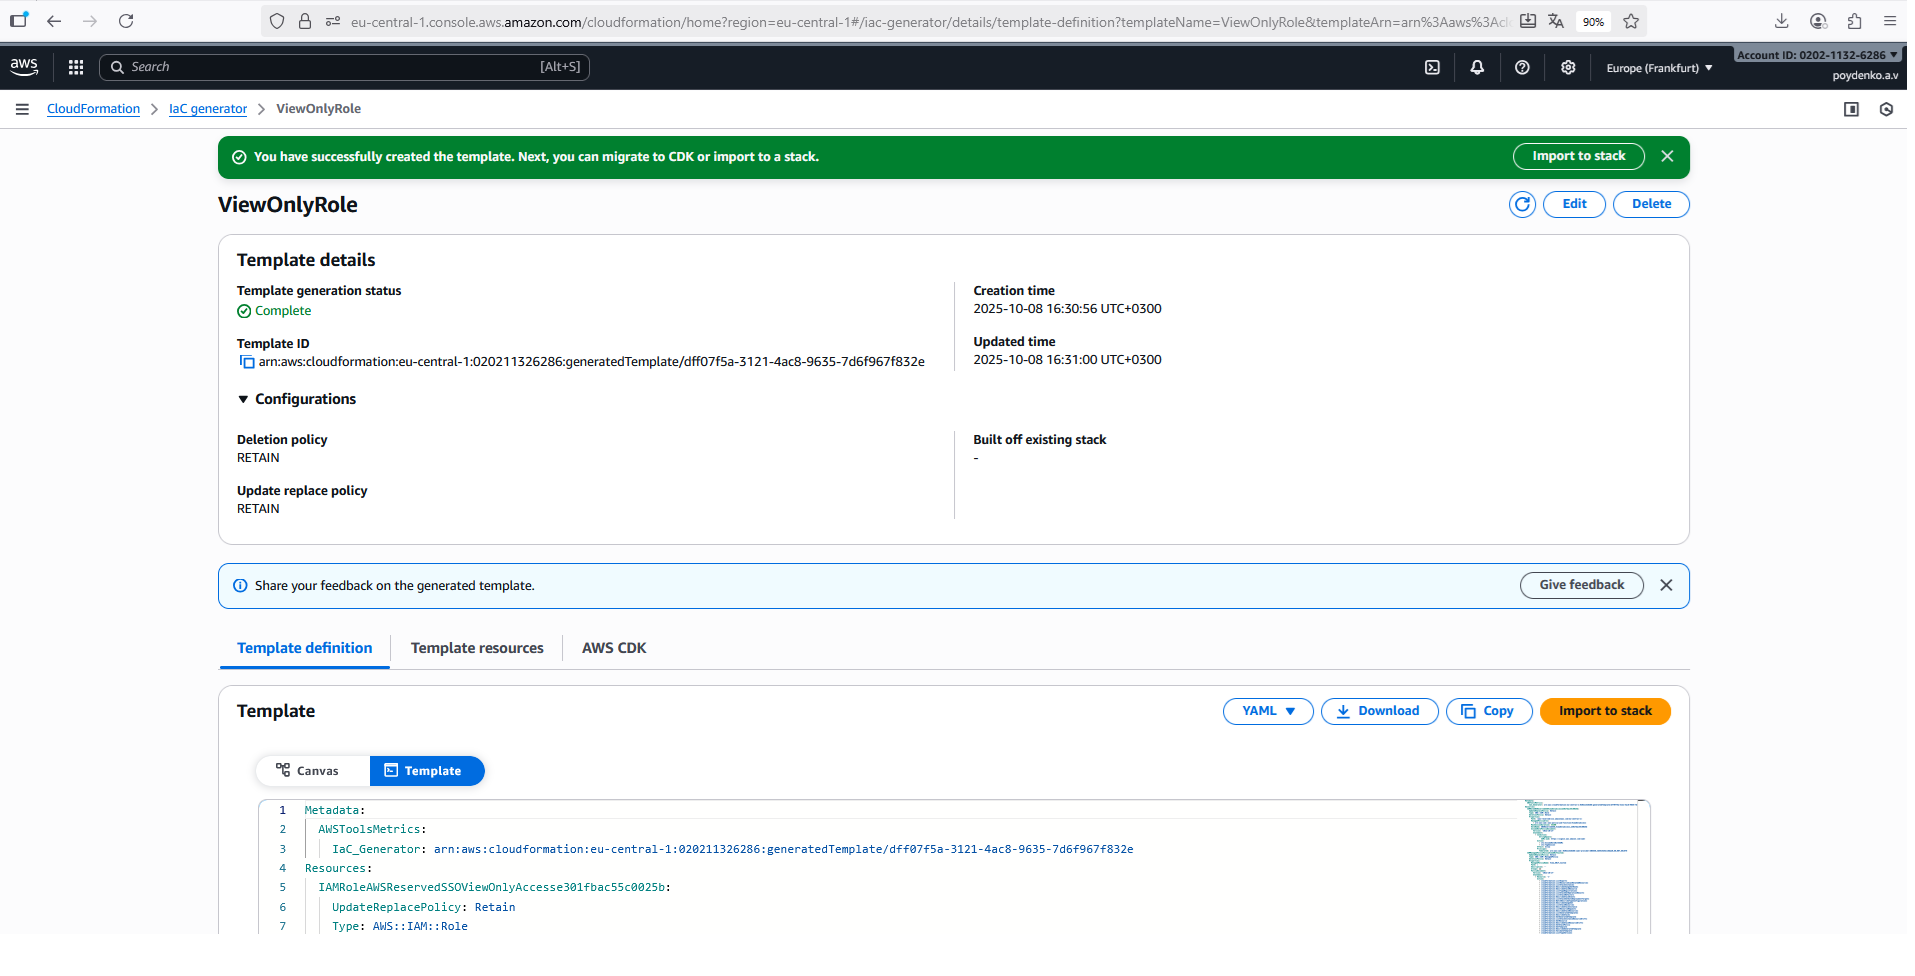 eu-central-1.console.aws.amazon.com/cloudformation/home?region=eu-central-1#/iac-generator/details/template-definition?templateName=ViewOnlyRole&templateArn=arn%3Aaws%3Acl
90%
aws
Search
[Alt+S]
Europe (Frankfurt)
Account ID: 0202-1132-6286
poydenko.a.v
CloudFormation
IaC generator
ViewOnlyRole
You have successfully created the template. Next, you can migrate to CDK or import to a stack.
Import to stack
ViewOnlyRole
Edit
Delete
Template details
Template generation status
Complete
Template ID
arn:aws:cloudformation:eu-central-1:020211326286:generatedTemplate/dff07f5a-3121-4ac8-9635-7d6f967f832e
Creation time
2025-10-08 16:30:56 UTC+0300
Updated time
2025-10-08 16:31:00 UTC+0300
Configurations
Deletion policy
RETAIN
Update replace policy
RETAIN
Built off existing stack
-
Share your feedback on the generated template.
Give feedback
Template definition
Template resources
AWS CDK
Template
YAML
Download
Copy
Import to stack
Canvas
Template
1 Metadata:
2 AWSToolsMetrics:
3 IaC_Generator: arn:aws:cloudformation:eu-central-1:020211326286:generatedTemplate/dff07f5a-3121-4ac8-9635-7d6f967f832e
4 Resources:
5 IAMRoleAWSReservedSSOViewOnlyAccesse301fbac55c0025b:
6 UpdateReplacePolicy: Retain
7 Type: AWS::IAM::Role